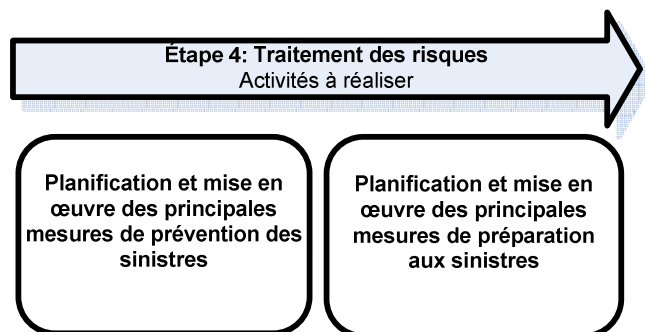 Étape 4: Traitement des risques
Activités à réaliser
Planification et mise en
œuvre des principales
mesures de prévention des
sinistres
Planification et mise en
œuvre des principales
mesures de préparation
aux sinistres